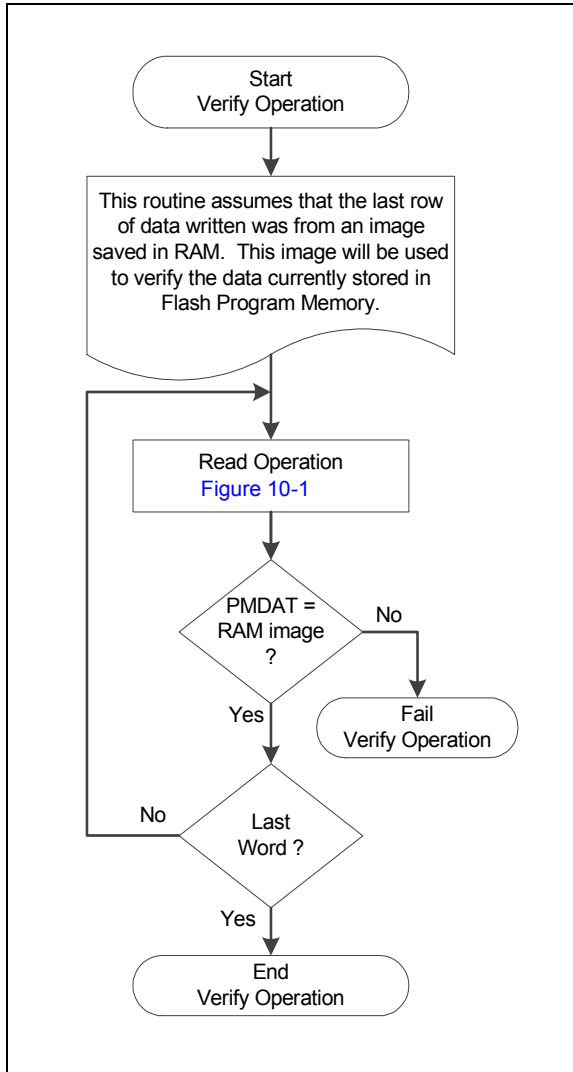 Start
Verify Operation
This routine assumes that the last row
of data written was from an image
saved in RAM. This image will be used
to verify the data currently stored in
Flash Program Memory.
Read Operation
Figure 10-1
PMDAT =
RAM image
?
No
Yes
Fail
Verify Operation
No
Last
Word ?
Yes
End
Verify Operation